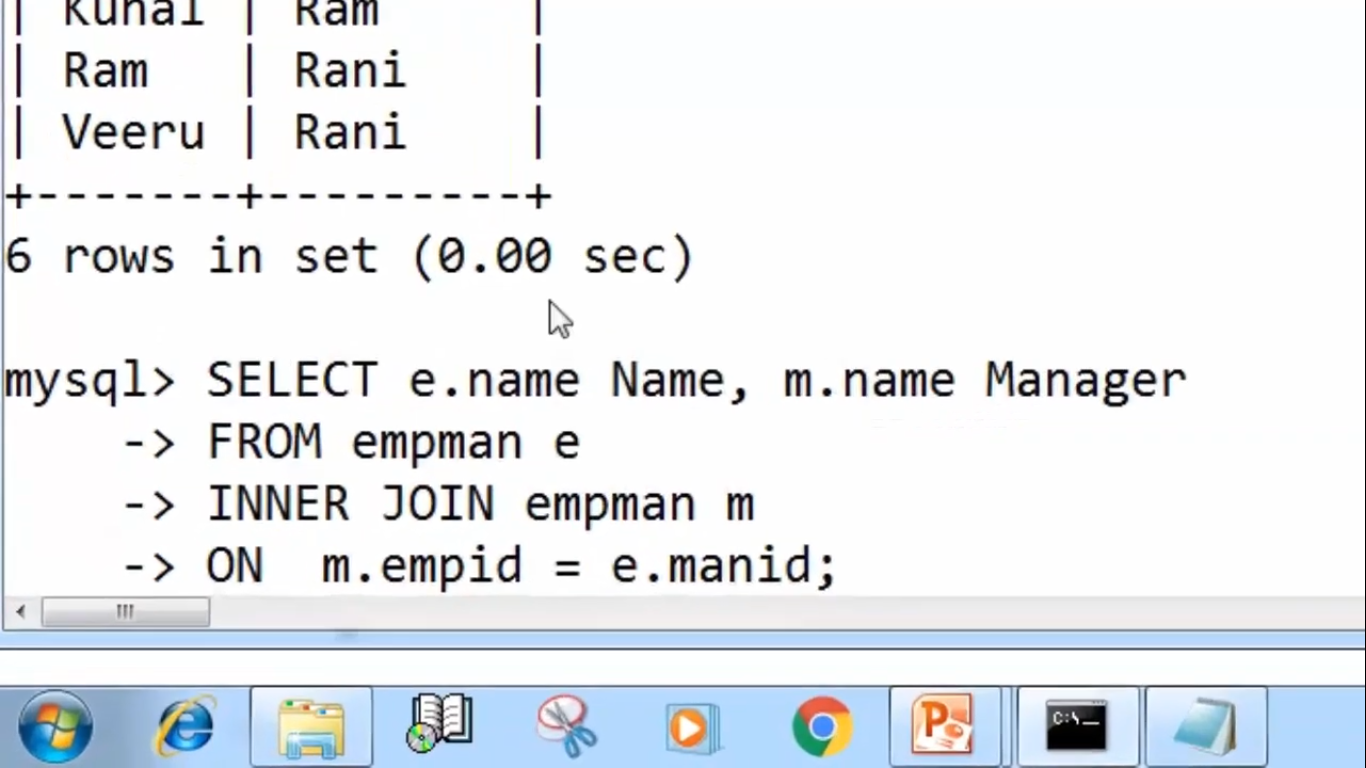 | Kunal | Ram     |
| Ram   | Rani    |
| Veeru | Rani    |
+-------+---------+
6 rows in set (0.00 sec)
mysql> SELECT e.name Name, m.name Manager
    -> FROM empman e
    -> INNER JOIN empman m
    -> ON  m.empid = e.manid;
C:\_